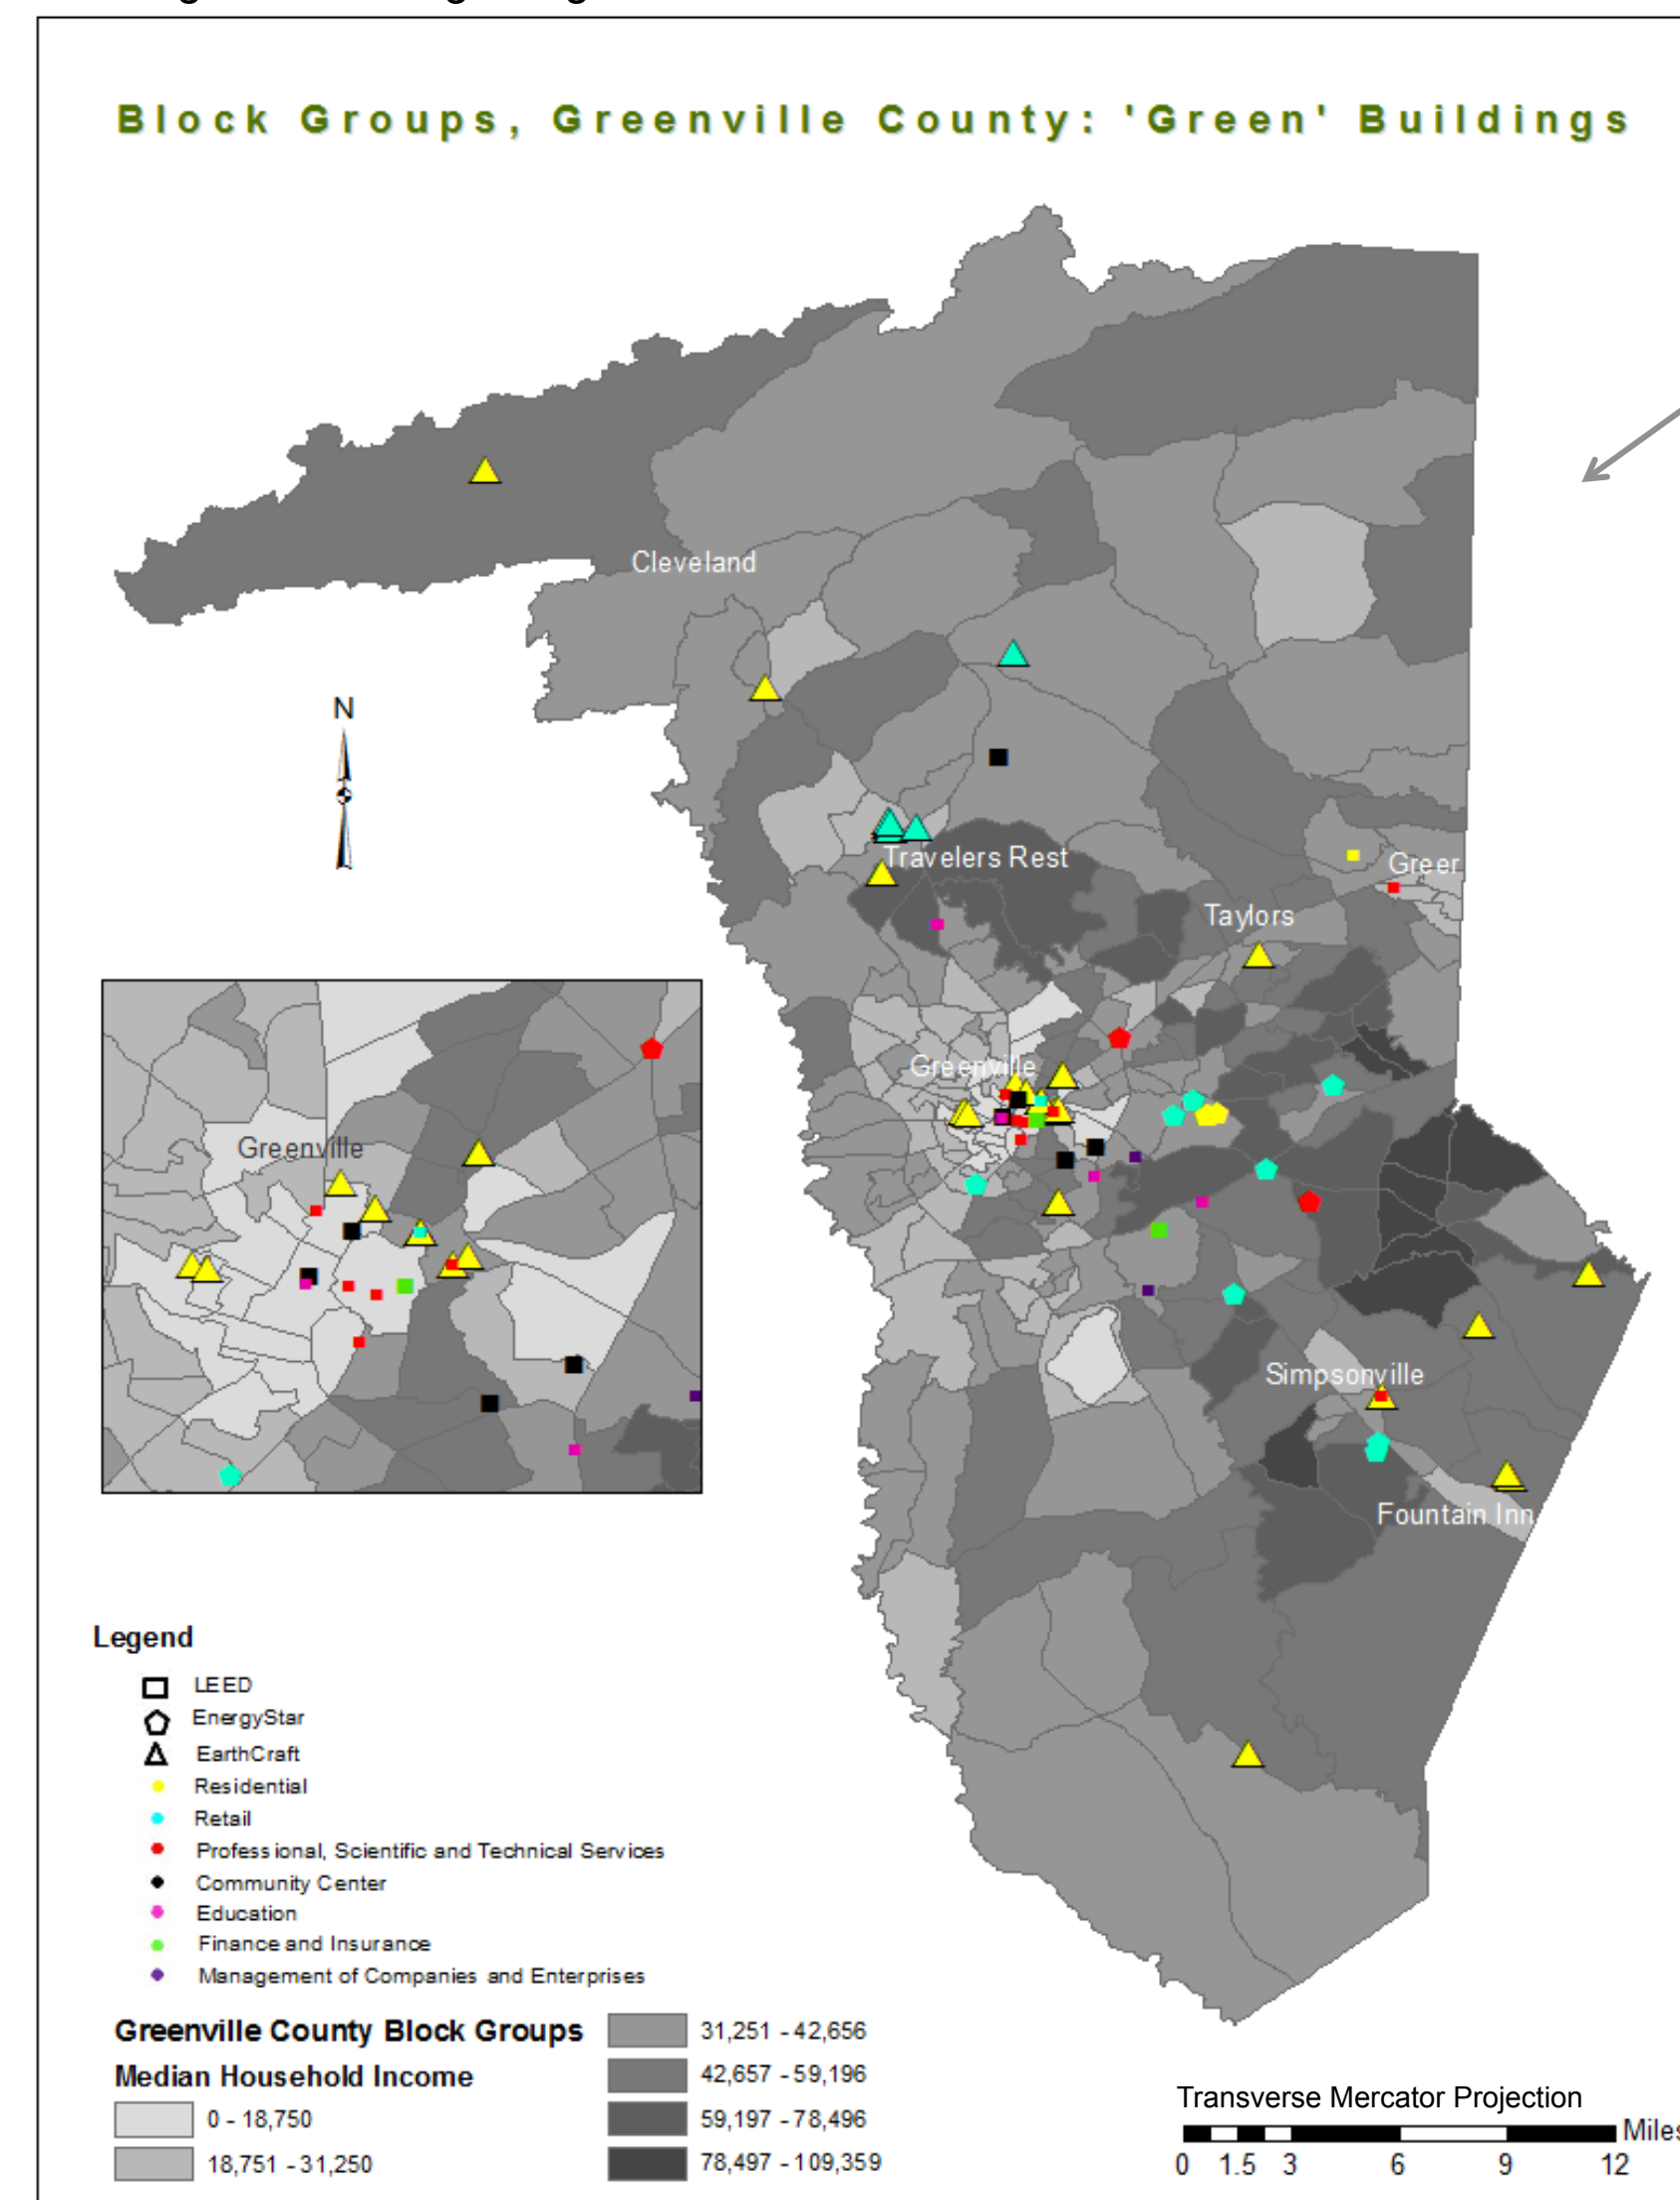 Block Groups, Greenville County: 'Green' Buildings
Cleveland
N
Travelers Rest
Greer
Taylors
Greenville
Greenville
Simpsonville
Fountain Inn
Legend
LEED
EnergyStar
EarthCraft
Residential
Retail
Professional, Scientific and Technical Services
Community Center
Education
Finance and Insurance
Management of Companies and Enterprises
Greenville County Block Groups
Median Household Income
0 - 18,750
18,751 - 31,250
31,251 - 42,656
42,657 - 59,196
59,197 - 78,496
78,497 - 109,359
Transverse Mercator Projection
Miles
0 1.5 3 6 9 12